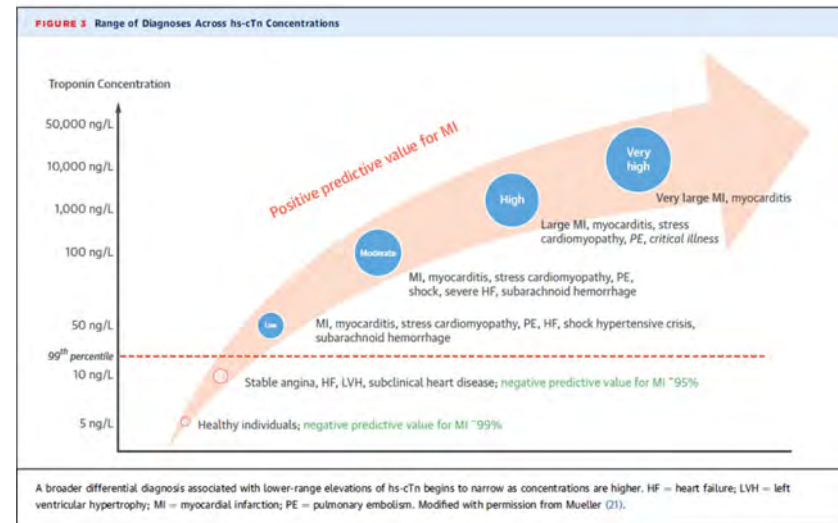 FIGURE 3 Range of Diagnoses Across hs-cTn Concentrations
Troponin Concentration
50,000 ng/L
10,000 ng/L
1,000 ng/L
100 ng/L
50 ng/L
99th percentile
10 ng/L
5 ng/L
Positive predictive value for MI
Very
high
Very large MI, myocarditis
High
Large MI, myocarditis, stress
cardiomyopathy, PE, critical illness
Moderate
MI, myocarditis, stress cardiomyopathy, PE,
shock, severe HF, subarachnoid hemorrhage
Low
MI, myocarditis, stress cardiomyopathy, PE, HF, shock hypertensive crisis,
subarachnoid hemorrhage
Stable angina, HF, LVH, subclinical heart disease; negative predictive value for MI ~95%
Healthy individuals; negative predictive value for MI ~99%
A broader differential diagnosis associated with lower-range elevations of hs-cTn begins to narrow as concentrations are higher. HF = heart failure; LVH = left
ventricular hypertrophy; MI = myocardial infarction; PE = pulmonary embolism. Modified with permission from Mueller (21).